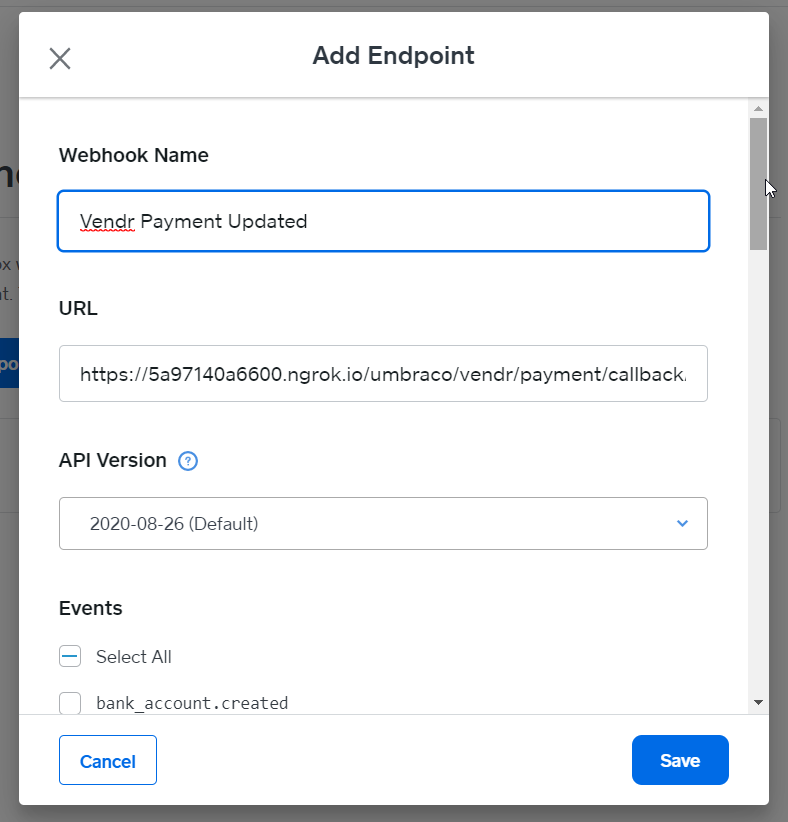 Add Endpoint
Webhook Name
Vendr Payment Updated
URL
https://5a97140a6600.ngrok.io/umbraco/vendr/payment/callback
API Version ?
2020-08-26 (Default)
Events
Select All
bank_account.created
Cancel
Save